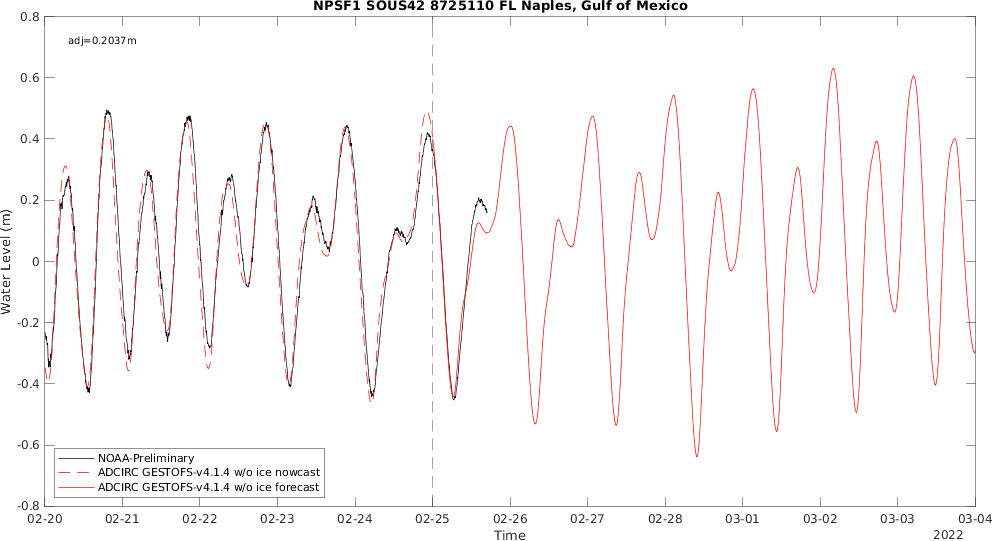 NPSF1 SOUS42 8725110 FL Naples, Gulf of Mexico
adj=0.2037m
0.8
0.6
0.4
0.2
0
-0.2
-0.4
-0.6
-0.8
Water Level (m)
NOAA-Preliminary
ADCIRC GESTOFS-v4.1.4 w/o ice nowcast
ADCIRC GESTOFS-v4.1.4 w/o ice forecast
02-20 02-21 02-22 02-23 02-24 02-25 02-26 02-27 02-28 03-01 03-02 03-03 03-04
Time
2022